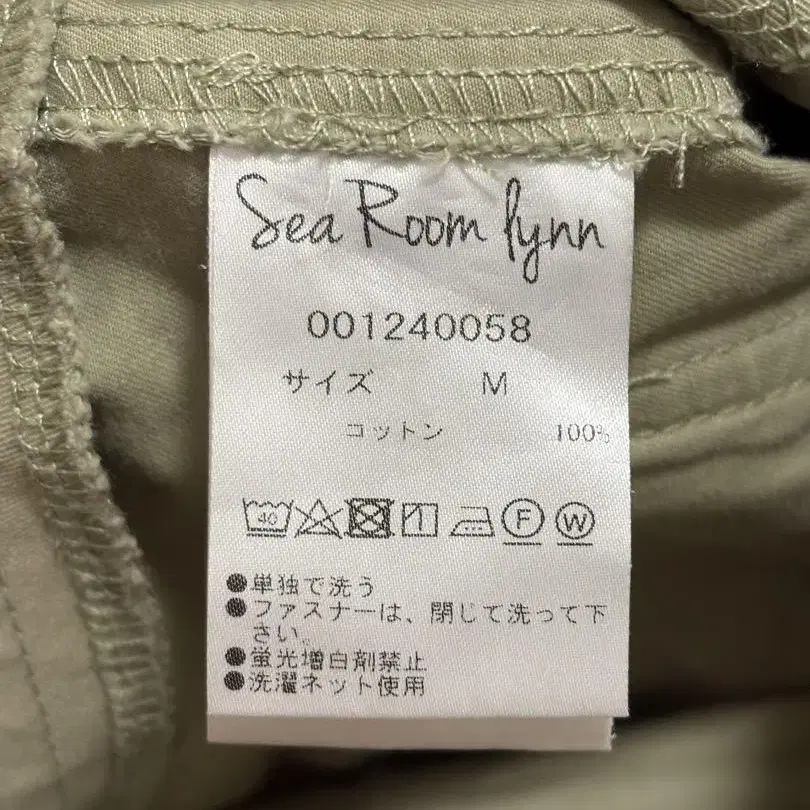 Sea Room lynn
001240058
サイズ M
コットン 100%
40 F W
●単独で洗う
●ファスナーは、閉じて洗って下
さい。
●蛍光増白剤禁止
●洗濯ネット使用